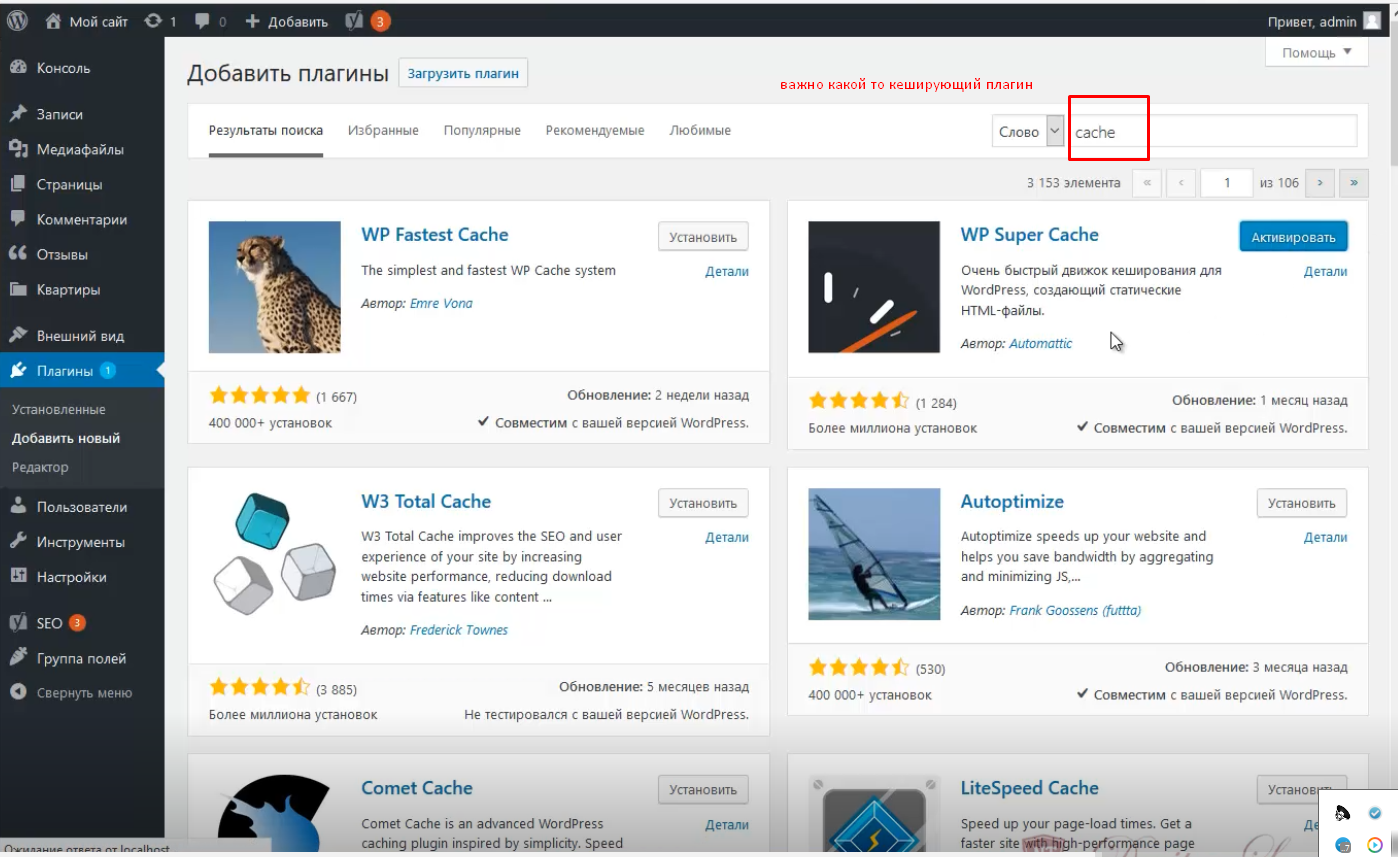 Мой сайт 1 0 Добавить 3 Привет, admin
Помощь
Консоль
Записи
Медиафайлы
Страницы
Комментарии
Отзывы
Квартиры
Внешний вид
Плагины 1
Установленные
Добавить новый
Редактор
Пользователи
Инструменты
Настройки
SEO 3
Группа полей
Свернуть меню
Добавить плагины Загрузить плагин
важно какой то кеширующий плагин
Результаты поиска Избранные Популярные Рекомендуемые Любимые Слово cache
3 153 элемента « ‹ 1 из 106 › »
WP Fastest Cache
Установить
The simplest and fastest WP Cache system
Детали
Автор: Emre Vona
(1 667)
Обновление: 2 недели назад
400 000+ установок
Совместим с вашей версией WordPress.
WP Super Cache
Активировать
Очень быстрый движок кеширования для
Детали
WordPress, создающий статические
HTML-файлы.
Автор: Automattic
(1 284)
Обновление: 1 месяц назад
Более миллиона установок
Совместим с вашей версией WordPress.
W3 Total Cache
Установить
W3 Total Cache improves the SEO and user
Детали
experience of your site by increasing
website performance, reducing download
times via features like content ...
Автор: Frederick Townes
(3 885)
Обновление: 5 месяцев назад
Более миллиона установок
Не тестировался с вашей версией WordPress.
Autoptimize
Установить
Autoptimize speeds up your website and
Детали
helps you save bandwidth by aggregating
and minimizing JS,...
Автор: Frank Goossens (futtta)
(530)
Обновление: 3 месяца назад
400 000+ установок
Совместим с вашей версией WordPress.
Comet Cache
Установить
Comet Cache is an advanced WordPress
Детали
caching plugin inspired by simplicity. Speed
LiteSpeed Cache
Speed up your page-load times. Get a
faster site with high-performance page
Ожидание ответа от localhost